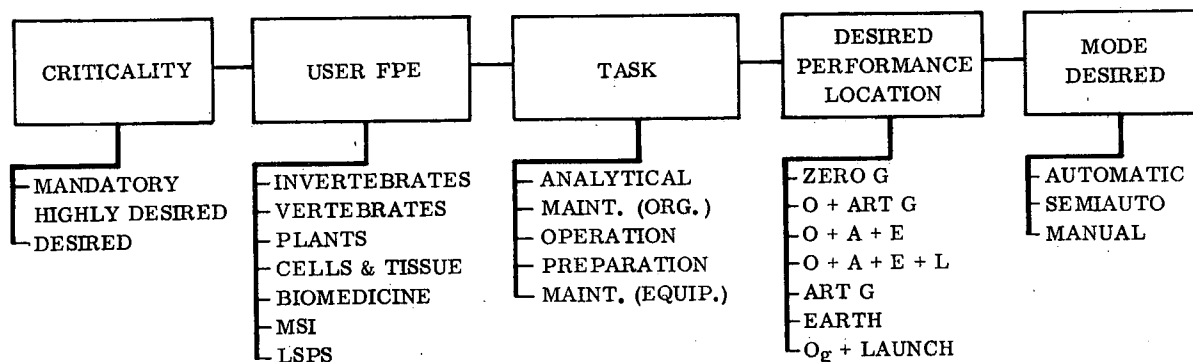 CRITICALITY
MANDATORY
HIGHLY DESIRED
DESIRED
USER FPE
INVERTEBRATES
VERTEBRATES
PLANTS
CELLS & TISSUE
BIOMEDICINE
MSI
LSPS
TASK
ANALYTICAL
MAINT. (ORG.)
OPERATION
PREPARATION
MAINT. (EQUIP.)
DESIRED
PERFORMANCE
LOCATION
ZERO G
O + ART G
O + A + E
O + A + E + L
ART G
EARTH
Og + LAUNCH
MODE
DESIRED
AUTOMATIC
SEMIAUTO
MANUAL